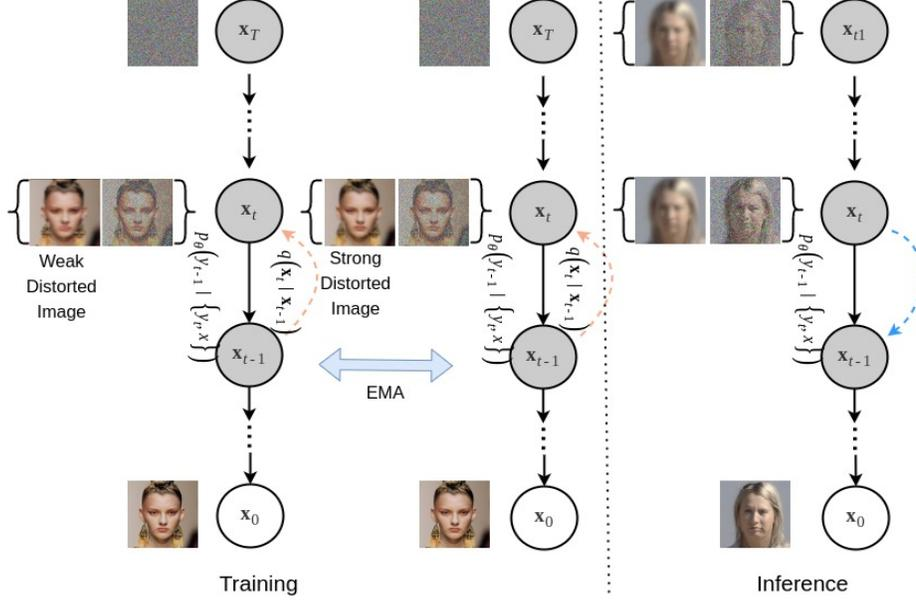 x_T
x_T
x_{t1}
x_t
x_t
x_t
Weak
Distorted
Image
p_θ(y_{t-1} | {y_t, x})
q(x_t | x_{t-1})
Strong
Distorted
Image
p_θ(y_{t-1} | {y_t, x})
q(x_t | x_{t-1})
p_θ(y_{t-1} | {y_t, x})
x_{t-1}
x_{t-1}
x_{t-1}
EMA
x_0
x_0
x_0
Training
Inference